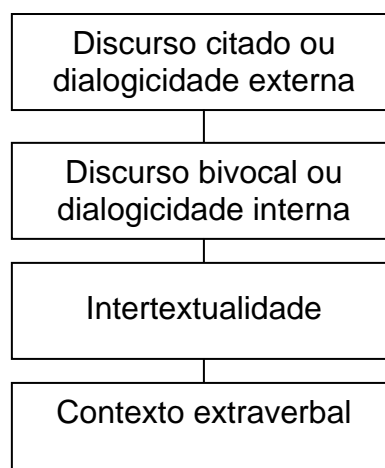 Discurso citado ou
dialogicidade externa
Discurso bivocal ou
dialogicidade interna
Intertextualidade
Contexto extraverbal